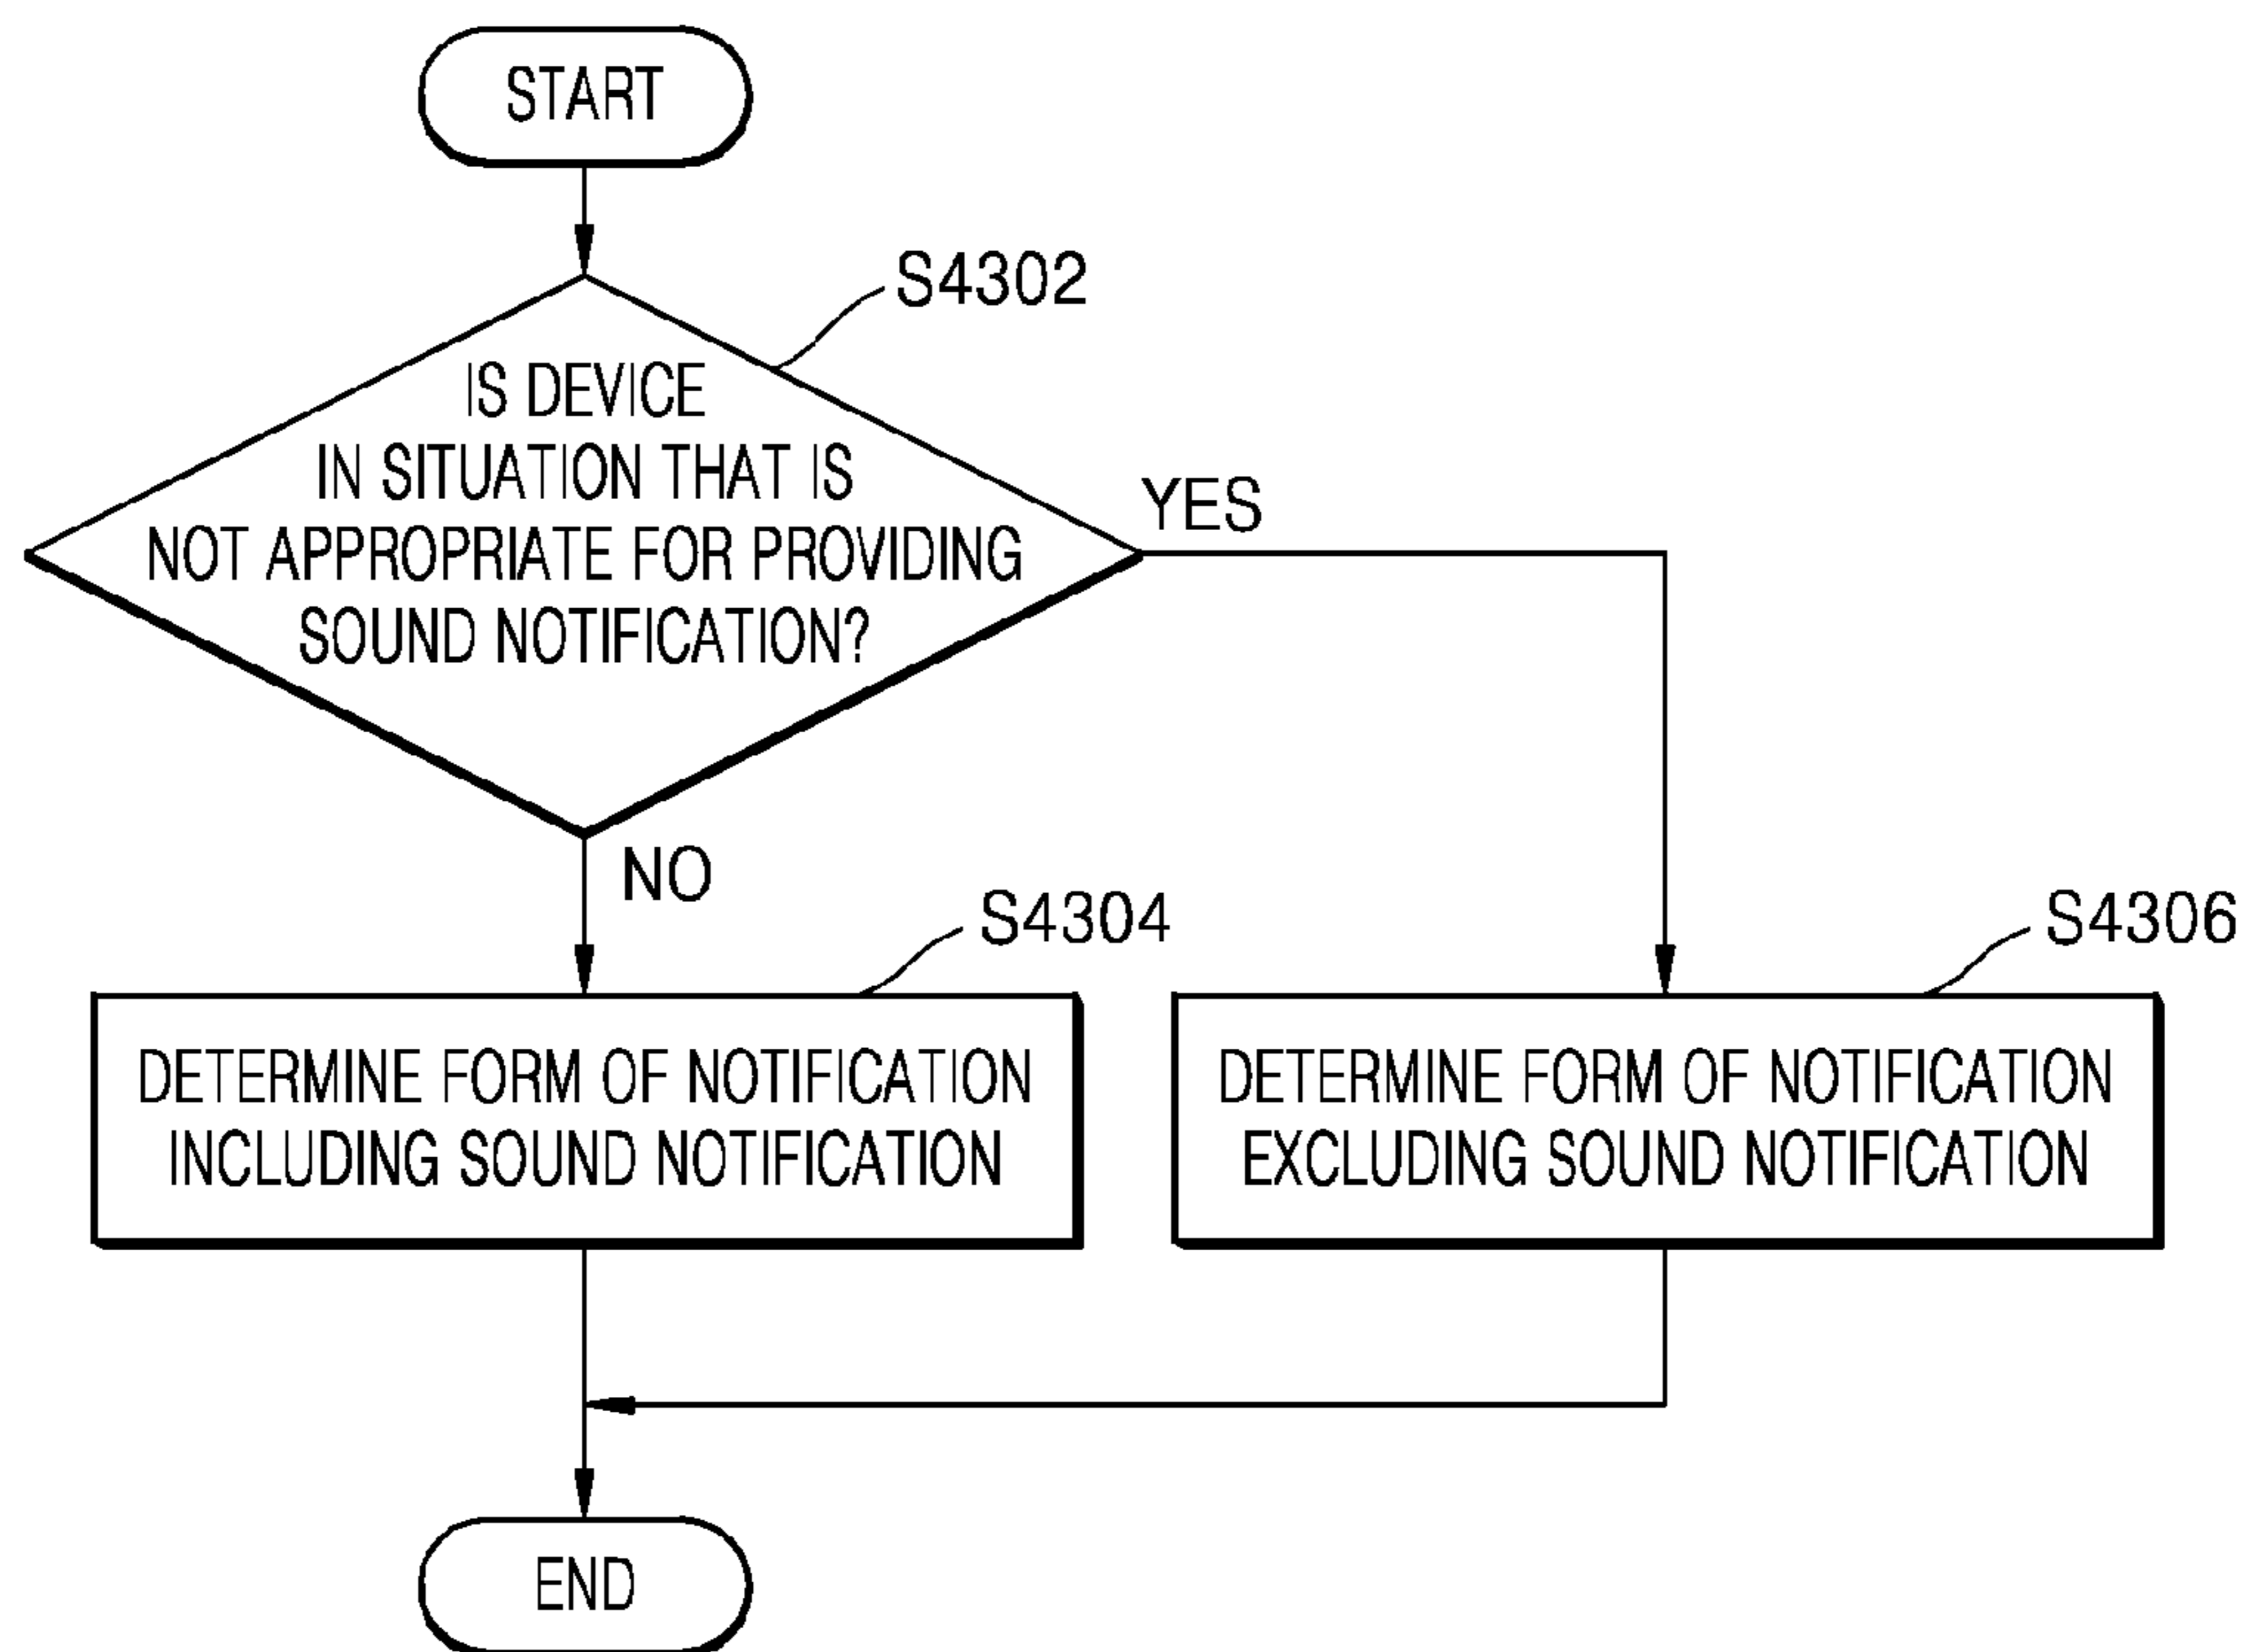 START
S4302
IS DEVICE
IN SITUATION THAT IS
NOT APPROPRIATE FOR PROVIDING
SOUND NOTIFICATION?
YES
NO
S4304
S4306
DETERMINE FORM OF NOTIFICATION
INCLUDING SOUND NOTIFICATION
DETERMINE FORM OF NOTIFICATION
EXCLUDING SOUND NOTIFICATION
END